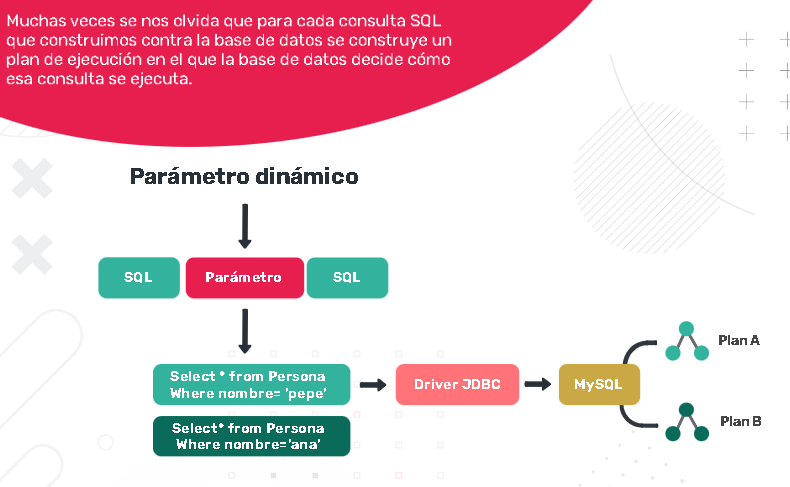 Muchas veces se nos olvida que para cada consulta SQL
que construimos contra la base de datos se construye un
plan de ejecución en el que la base de datos decide cómo
esa consulta se ejecuta.
Parámetro dinámico
SQL
Parámetro
SQL
Select * from Persona
Where nombre= 'pepe'
Driver JDBC
MySQL
Plan A
Select* from Persona
Where nombre='ana'
Plan B